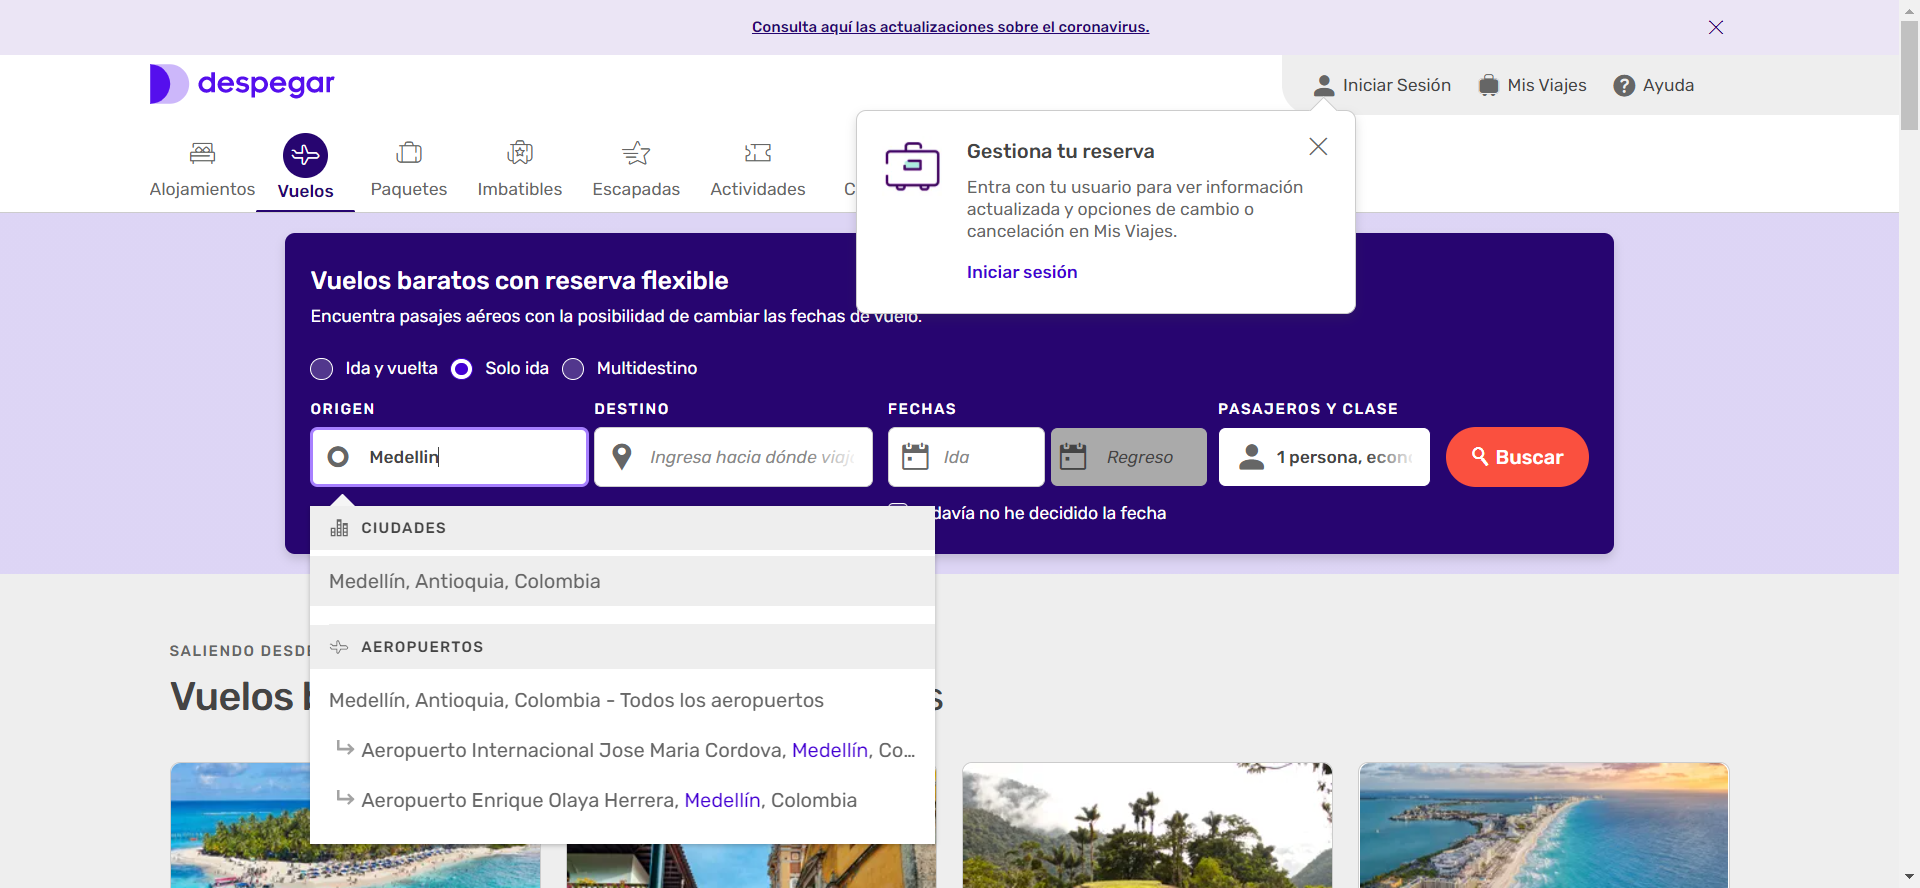 Consulta aquí las actualizaciones sobre el coronavirus.
despegar
Iniciar Sesión
Mis Viajes
Ayuda
Alojamientos
Vuelos
Paquetes
Imbatibles
Escapadas
Actividades
C
Gestiona tu reserva
Entra con tu usuario para ver información
actualizada y opciones de cambio o
cancelación en Mis Viajes.
Iniciar sesión
Vuelos baratos con reserva flexible
Encuentra pasajes aéreos con la posibilidad de cambiar las fechas de vuelo.
Ida y vuelta
Solo ida
Multidestino
ORIGEN
DESTINO
FECHAS
PASAJEROS Y CLASE
Medellin
Ingresa hacia dónde viaj
Ida
Regreso
1 persona, econ
Buscar
davía no he decidido la fecha
CIUDADES
Medellín, Antioquia, Colombia
AEROPUERTOS
Medellín, Antioquia, Colombia - Todos los aeropuertos
Aeropuerto Internacional Jose Maria Cordova, Medellín, Co...
Aeropuerto Enrique Olaya Herrera, Medellín, Colombia
SALIENDO DESDE
Vuelos